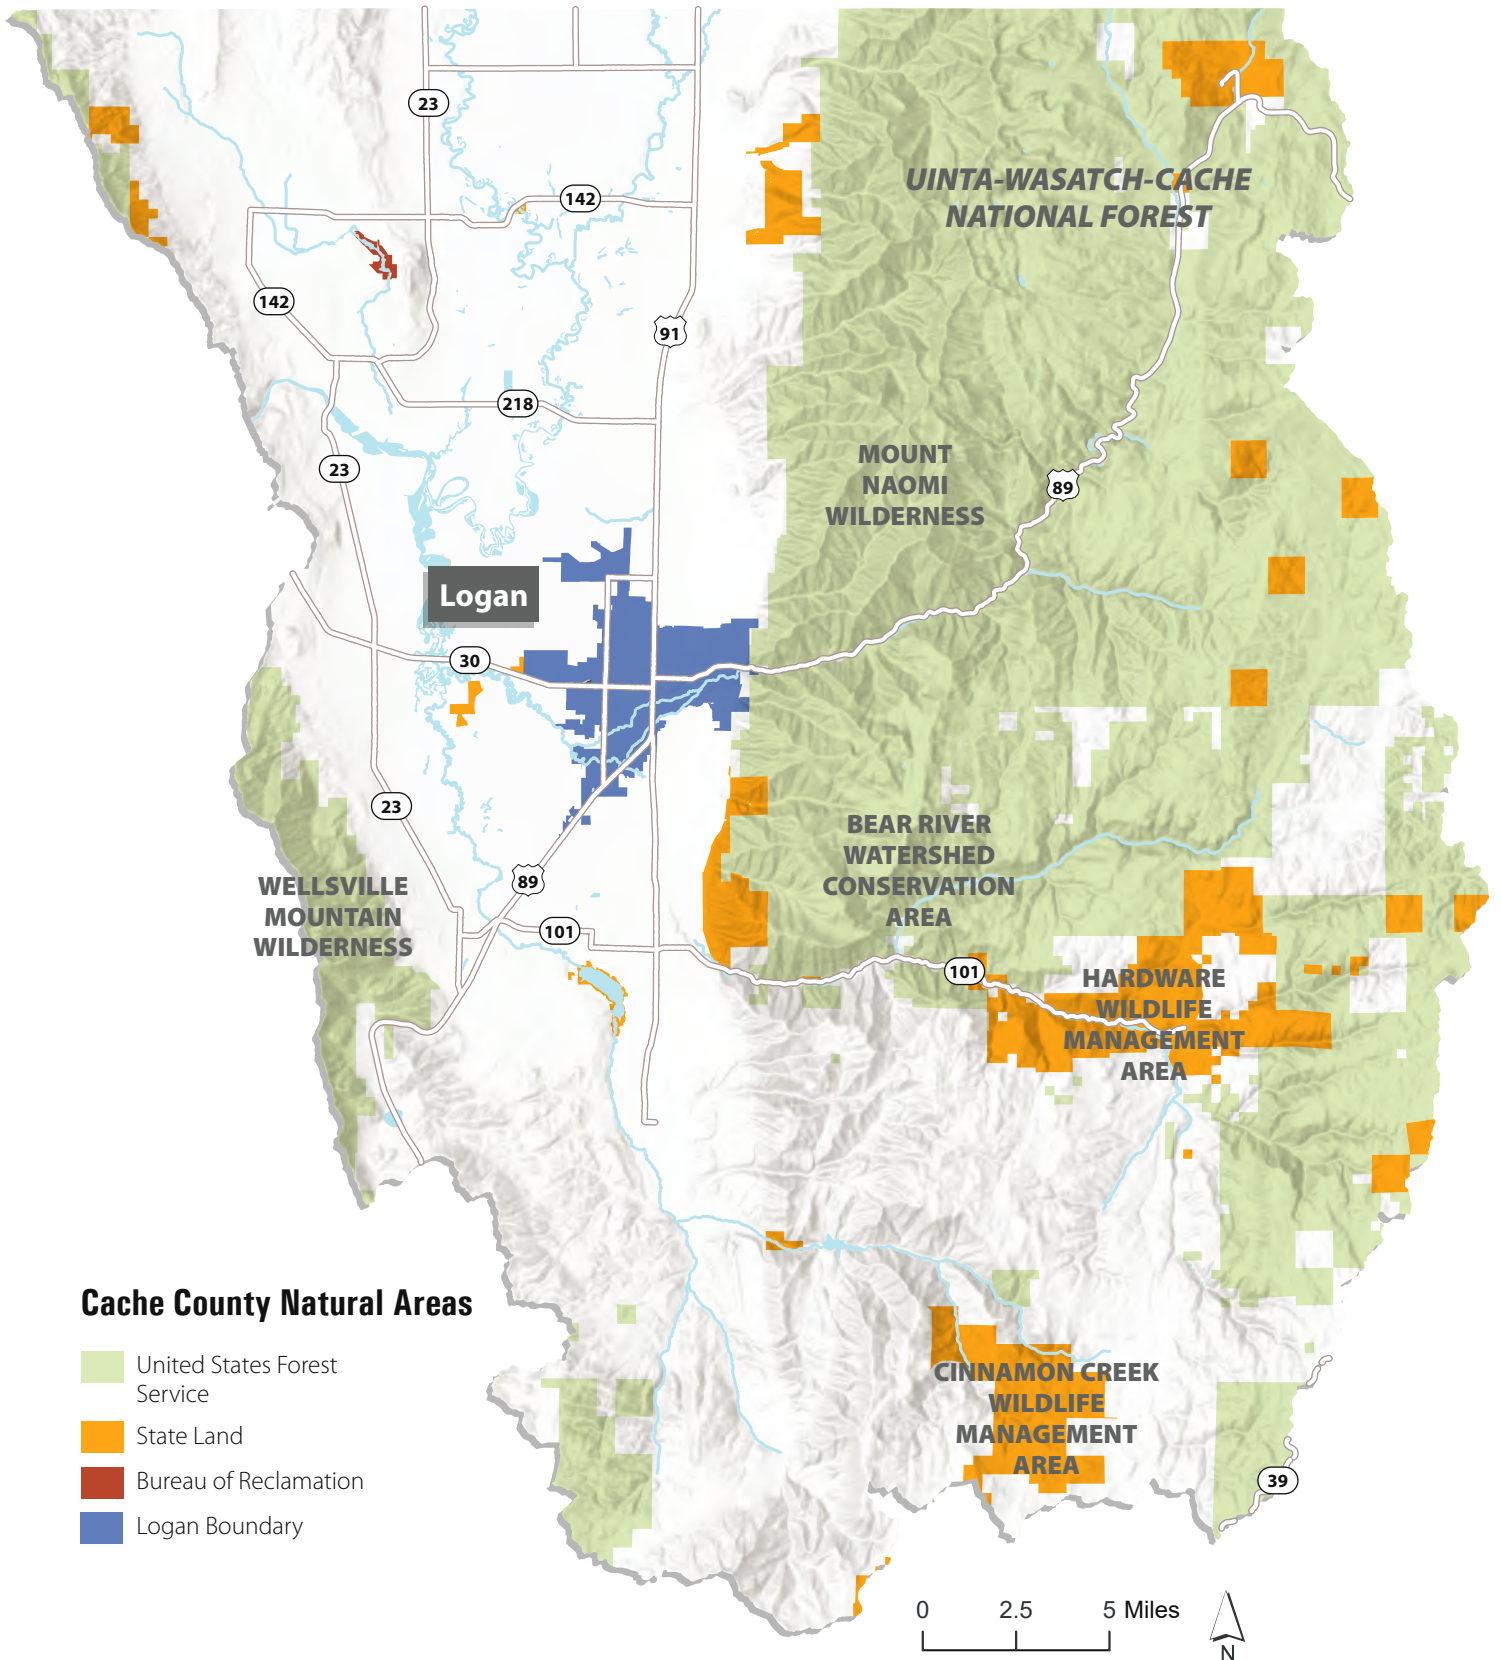 23
142
UINTA-WASATCH-CACHE
NATIONAL FOREST
142
91
218
23
MOUNT
NAOMI
WILDERNESS
89
Logan
30
23
BEAR RIVER
WATERSHED
CONSERVATION
AREA
89
WELLSVILLE
MOUNTAIN
WILDERNESS
101
101
HARDWARE
WILDLIFE
MANAGEMENT
AREA
Cache County Natural Areas
United States Forest
Service
State Land
Bureau of Reclamation
Logan Boundary
CINNAMON CREEK
WILDLIFE
MANAGEMENT
AREA
39
0 2.5 5 Miles
N